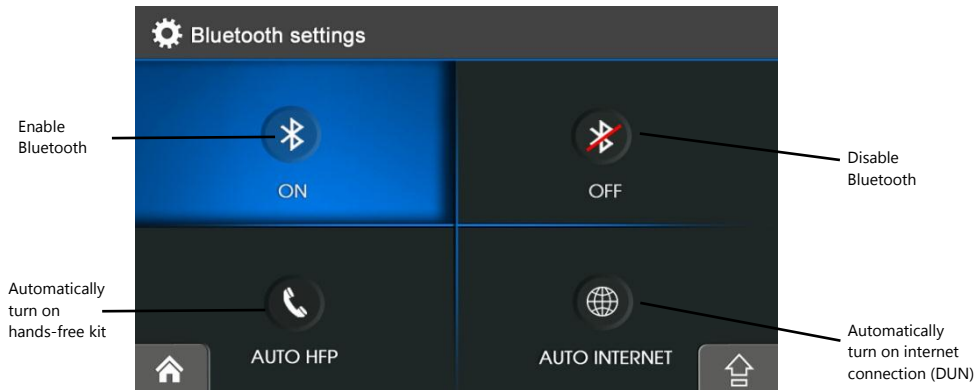 Bluetooth settings
Enable
Bluetooth
ON
OFF
Disable
Bluetooth
Automatically
turn on
hands-free kit
AUTO HFP
AUTO INTERNET
Automatically
turn on internet
connection (DUN)